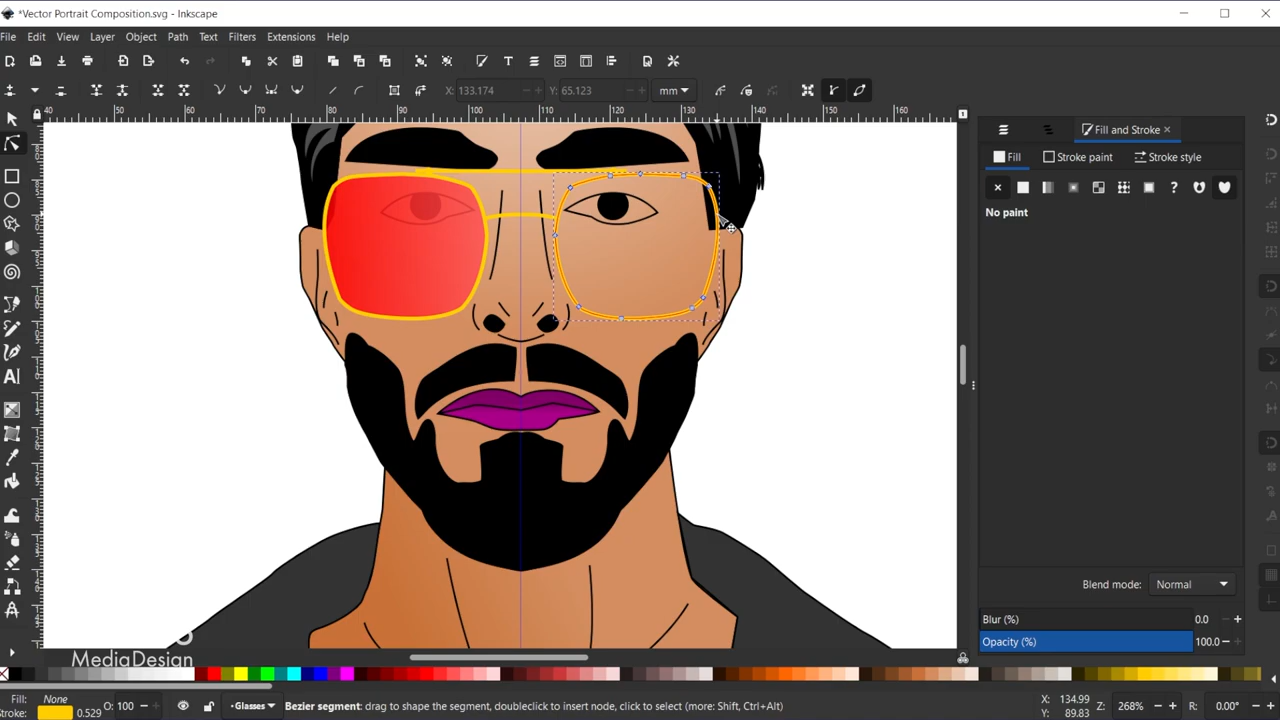 *Vector Portrait Composition.svg - Inkscape
File Edit View Layer Object Path Text Filters Extensions Help
X: 133.174 Y: 65.123 mm
40 50 60 70 80 90 100 110 120 130 140 150 160
Fill and Stroke
Fill Stroke paint Stroke style
No paint
Blend mode: Normal
Blur (%) 0.0
Opacity (%) 100.0
MediaDesign
Fill: None
Stroke: 0.529
O: 100
Glasses
Bezier segment: drag to shape the segment, doubleclick to insert node, click to select (more: Shift, Ctrl+Alt)
X: 134.99
Y: 89.83
Z: 268%
R: 0.00°